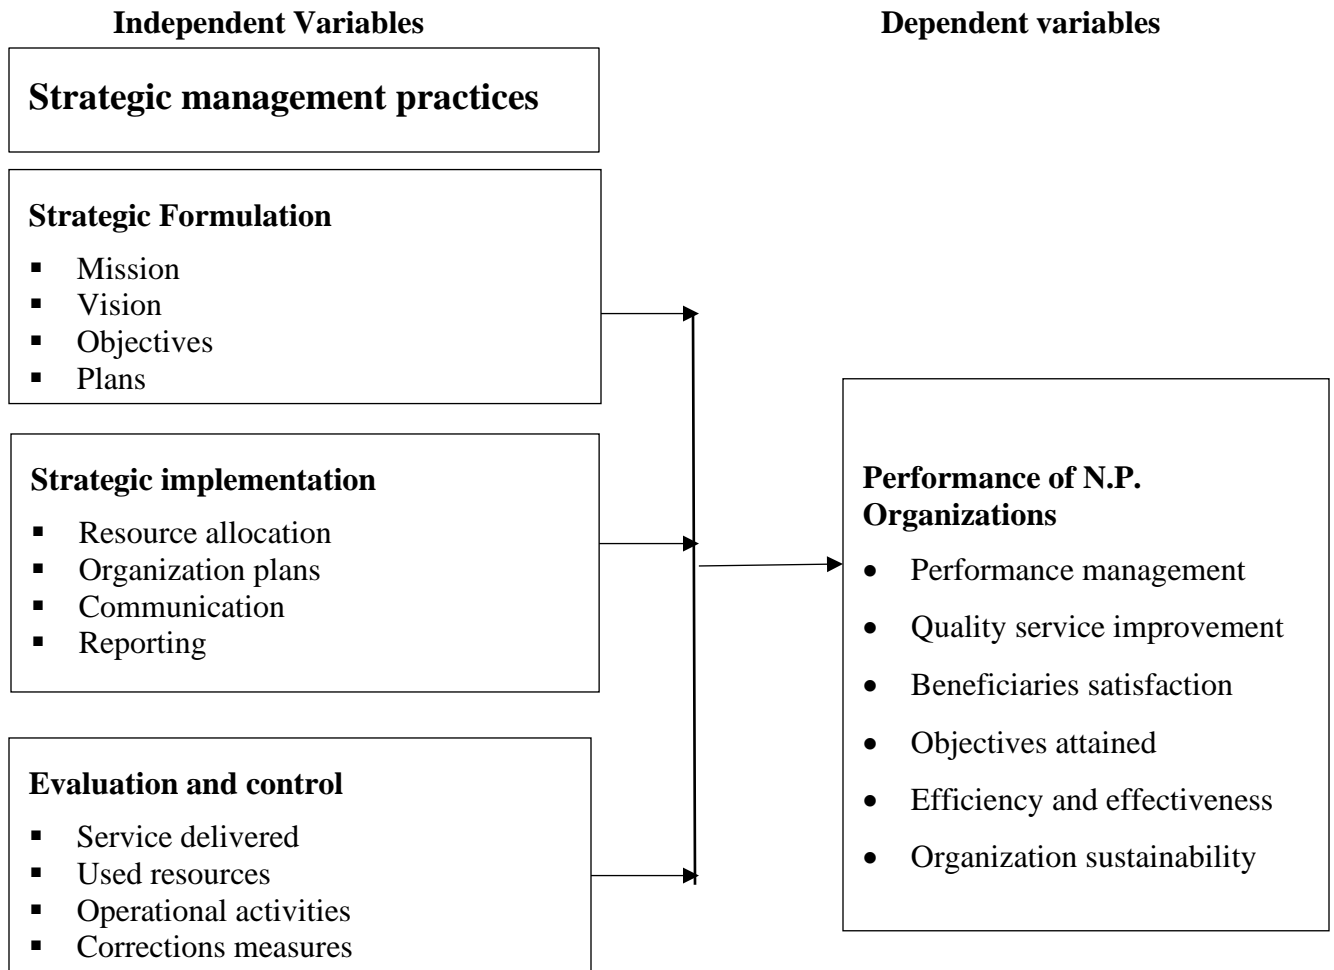 Independent Variables
Dependent variables
Strategic management practices
Strategic Formulation
▪ Mission
▪ Vision
▪ Objectives
▪ Plans
Strategic implementation
▪ Resource allocation
▪ Organization plans
▪ Communication
▪ Reporting
Evaluation and control
▪ Service delivered
▪ Used resources
▪ Operational activities
▪ Corrections measures
Performance of N.P.
Organizations
• Performance management
• Quality service improvement
• Beneficiaries satisfaction
• Objectives attained
• Efficiency and effectiveness
• Organization sustainability